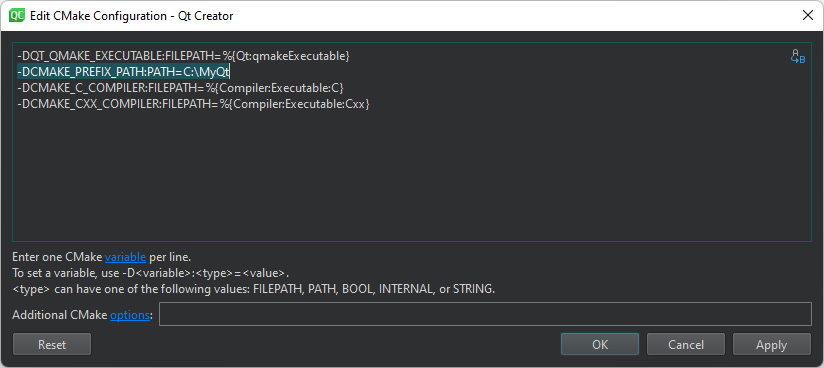 QC Edit CMake Configuration - Qt Creator
-DQT_QMAKE_EXECUTABLE:FILEPATH=%{Qt:qmakeExecutable}
-DCMAKE_PREFIX_PATH:PATH=C:\MyQt
-DCMAKE_C_COMPILER:FILEPATH=%{Compiler:Executable:C}
-DCMAKE_CXX_COMPILER:FILEPATH=%{Compiler:Executable:Cxx}
Enter one CMake variable per line.
To set a variable, use -D<variable>:<type>=<value>.
<type> can have one of the following values: FILEPATH, PATH, BOOL, INTERNAL, or STRING.
Additional CMake options:
Reset OK Cancel Apply